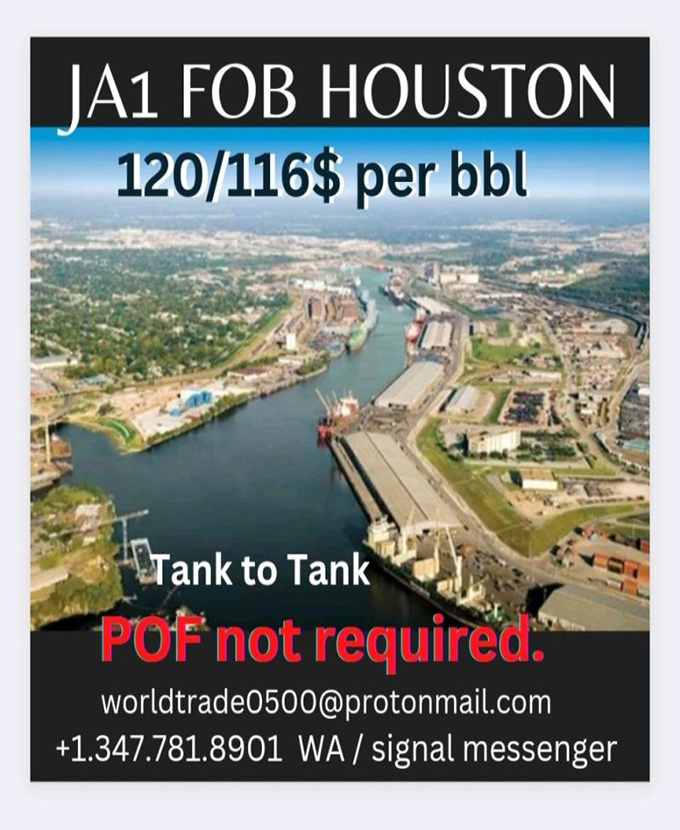 JA1 FOB HOUSTON
120/116$ per bbl
Tank to Tank
POF not required.
worldtrade0500@protonmail.com
+1.347.781.8901 WA / signal messenger